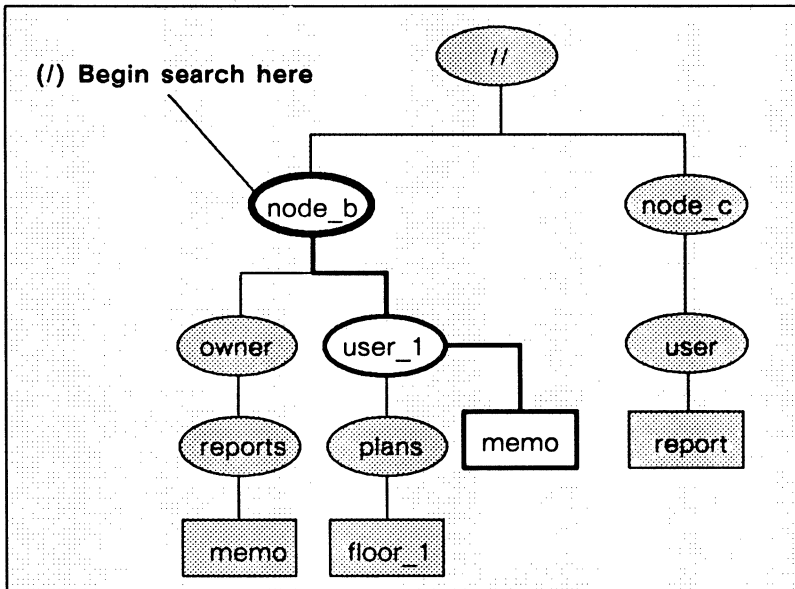 //
(/) Begin search here
node_b
node_c
owner
user_1
user
reports
plans
memo
report
memo
floor_1